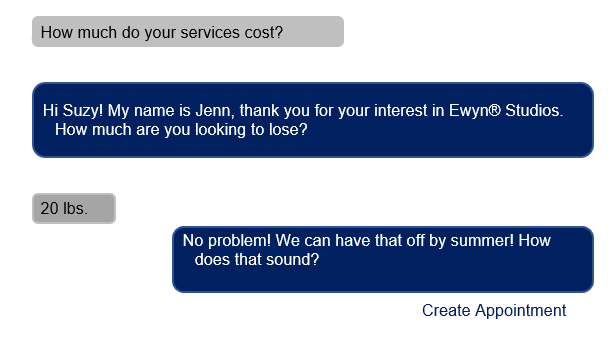 How much do your services cost?
Hi Suzy! My name is Jenn, thank you for your interest in Ewyn® Studios.
How much are you looking to lose?
20 lbs.
No problem! We can have that off by summer! How
does that sound?
Create Appointment